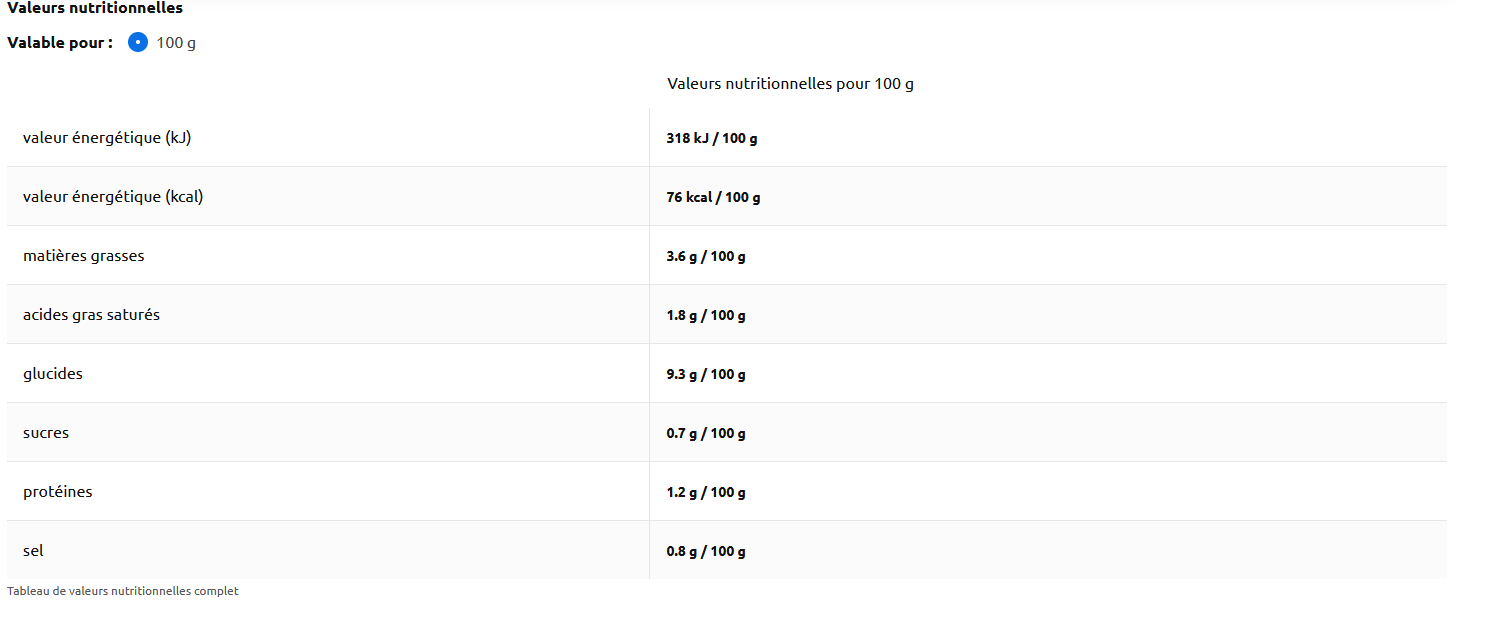 Valeurs nutritionnelles
Valable pour : 100 g
Valeurs nutritionnelles pour 100 g
valeur énergétique (kJ) 318 kJ / 100 g
valeur énergétique (kcal) 76 kcal / 100 g
matières grasses 3.6 g / 100 g
acides gras saturés 1.8 g / 100 g
glucides 9.3 g / 100 g
sucres 0.7 g / 100 g
protéines 1.2 g / 100 g
sel 0.8 g / 100 g
Tableau de valeurs nutritionnelles complet